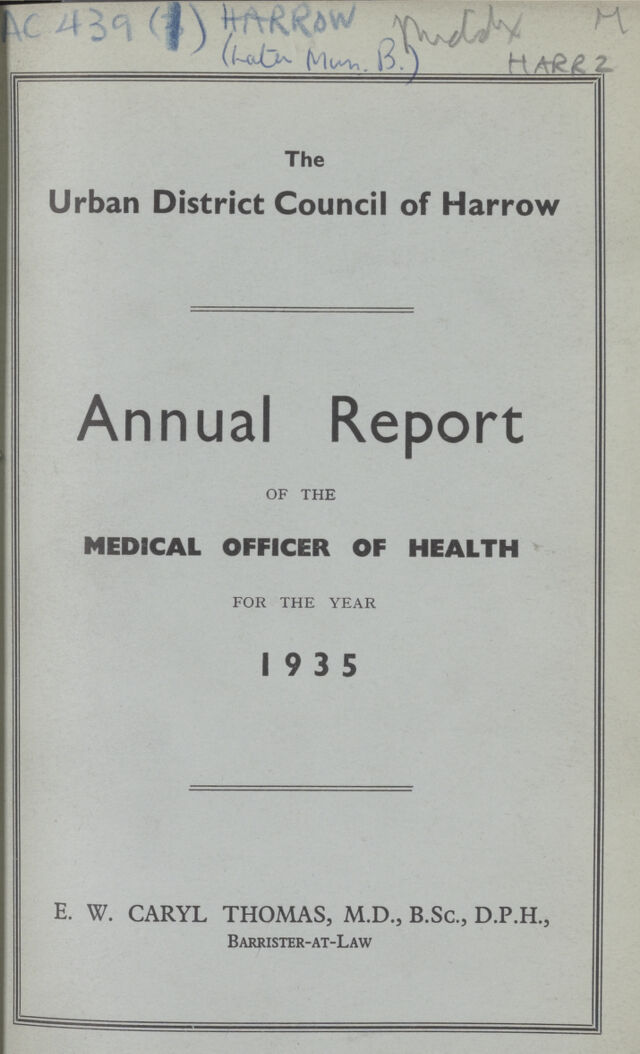 AC 439 (1) HARROW Middx M
(Later Mun. B.) HARR 2
The
Urban District Council of Harrow
Annual Report
OF THE
MEDICAL OFFICER OF HEALTH
FOR THE YEAR
1935
E. W. CARYL THOMAS, M.D., B.Sc., D.P.H.,
BARRISTER-AT-LAW